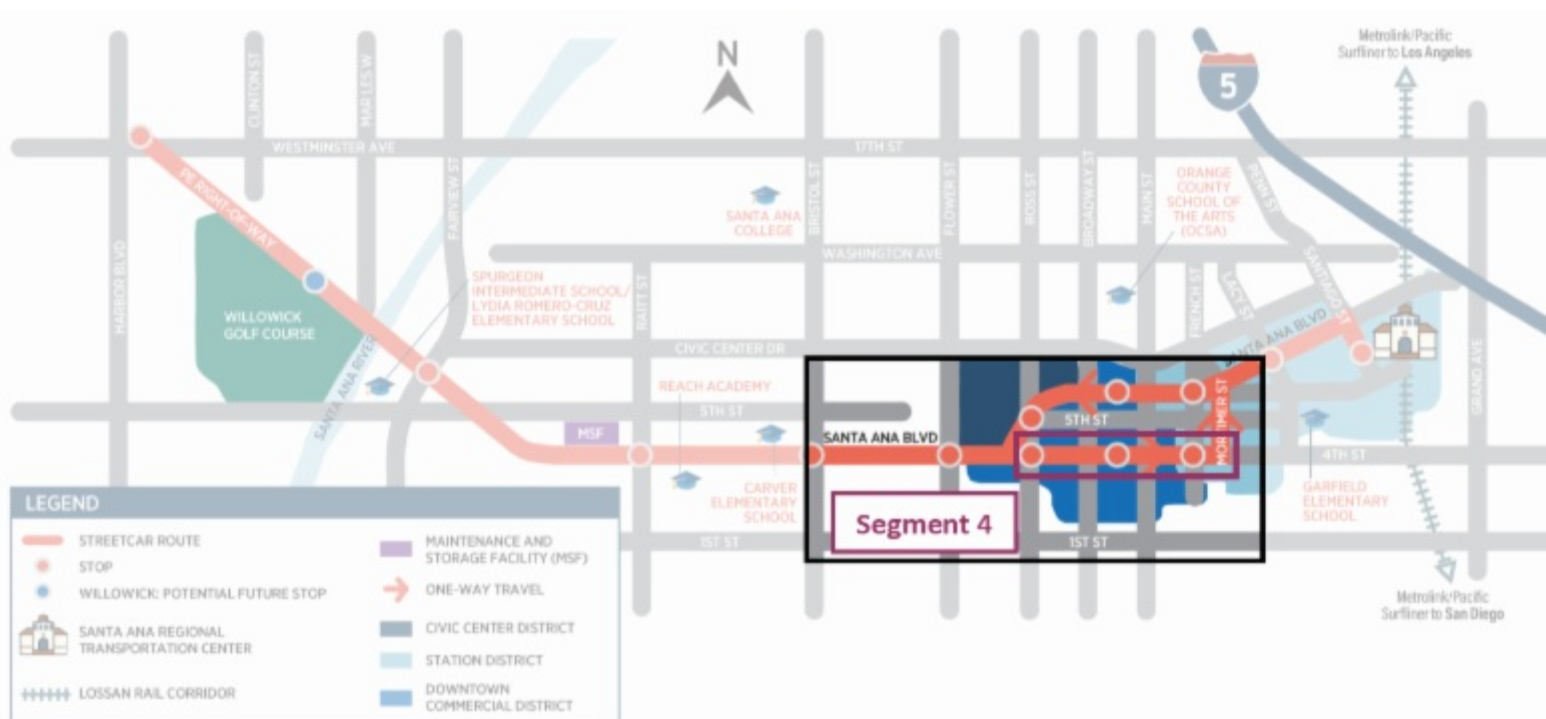 N
Metrolink/Pacific
Surfliner to Los Angeles
5
CLINTON ST
MAR LES W
WESTMINSTER AVE
17TH ST
PE RIGHT-OF-WAY
HARBOR BLVD
FAIRVIEW ST
SANTA ANA
COLLEGE
BRISTOL ST
FLOWER ST
ROSS ST
BROADWAY ST
MAIN ST
ORANGE
COUNTY
SCHOOL OF
THE ARTS
(OCSA)
PENN ST
WASHINGTON AVE
SANTIAGO ST
FRENCH ST
LACY ST
SPURGEON
INTERMEDIATE SCHOOL/
LYDIA ROMERO-CRUZ
ELEMENTARY SCHOOL
RAITT ST
WILLOWICK
GOLF COURSE
SANTA ANA RIVER
CIVIC CENTER DR
SANTA ANA BLVD
GRAND AVE
REACH ACADEMY
5TH ST
MSF
SANTA ANA BLVD
5TH ST
MORTIMER ST
4TH ST
CARVER
ELEMENTARY
SCHOOL
GARFIELD
ELEMENTARY
SCHOOL
Segment 4
1ST ST
1ST ST
Metrolink/Pacific
Surfliner to San Diego
LEGEND
STREETCAR ROUTE
STOP
WILLOWICK: POTENTIAL FUTURE STOP
SANTA ANA REGIONAL
TRANSPORTATION CENTER
LOSSAN RAIL CORRIDOR
MAINTENANCE AND
STORAGE FACILITY (MSF)
ONE-WAY TRAVEL
CIVIC CENTER DISTRICT
STATION DISTRICT
DOWNTOWN
COMMERCIAL DISTRICT